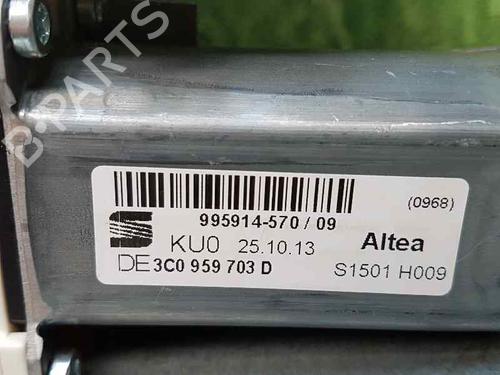 B-PARTS
(0968)
995914-570 / 09
KU0 25.10.13 Altea
DE 3C0 959 703 D S1501 H009